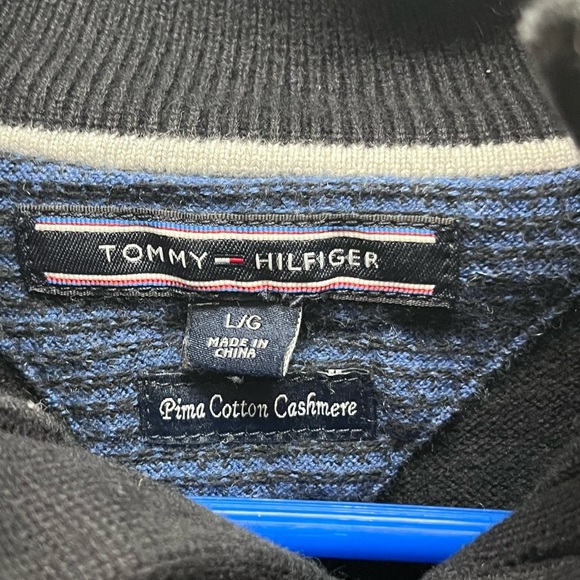 TOMMY HILFIGER
L/G
MADE IN
CHINA
Pima Cotton Cashmere